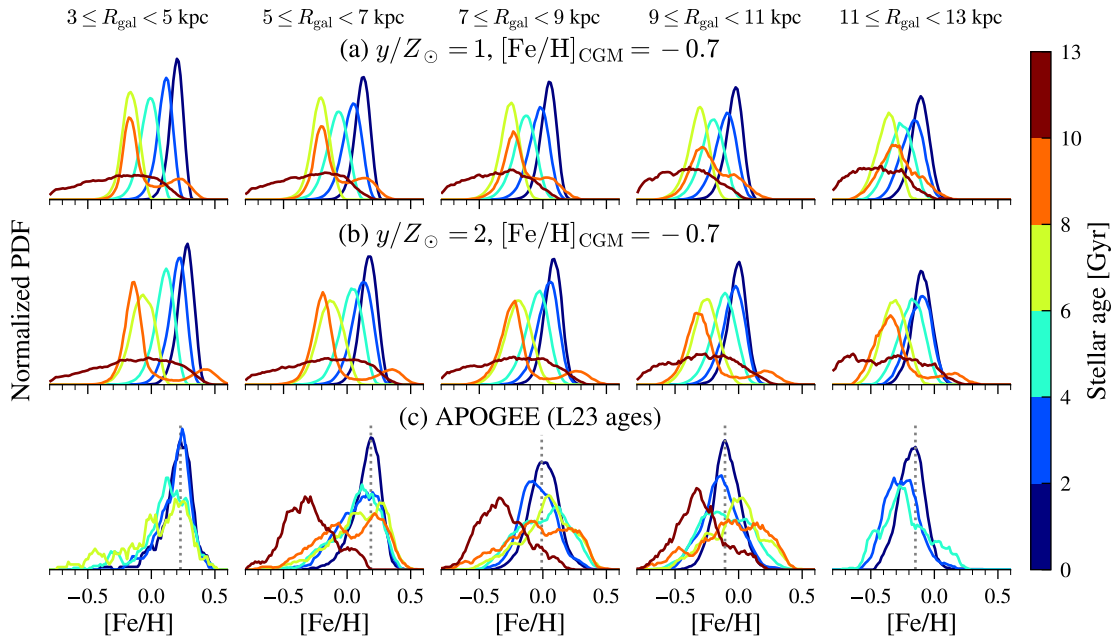 3 ≤ R_gal < 5 kpc 5 ≤ R_gal < 7 kpc 7 ≤ R_gal < 9 kpc 9 ≤ R_gal < 11 kpc 11 ≤ R_gal < 13 kpc
(a) y/Z_⊙ = 1, [Fe/H]_CGM = −0.7
(b) y/Z_⊙ = 2, [Fe/H]_CGM = −0.7
(c) APOGEE (L23 ages)
Normalized PDF
−0.5 0.0 0.5 −0.5 0.0 0.5 −0.5 0.0 0.5 −0.5 0.0 0.5 −0.5 0.0 0.5
[Fe/H] [Fe/H] [Fe/H] [Fe/H] [Fe/H]
13
10
8
6
4
2
0
Stellar age [Gyr]